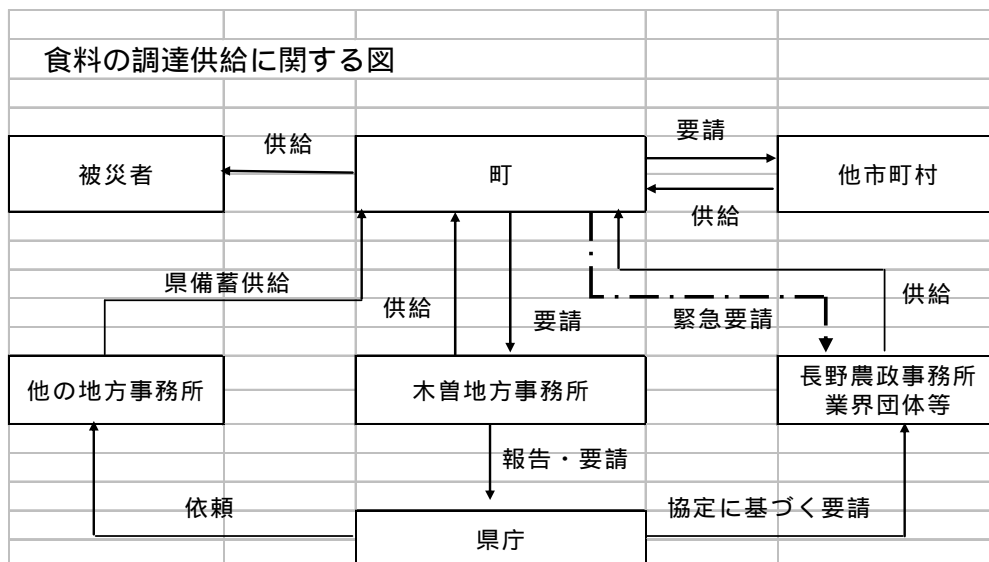 食料の調達供給に関する図
供給
要請
被災者
町
他市町村
供給
県備蓄供給
供給
要請
緊急要請
供給
他の地方事務所
木曽地方事務所
長野農政事務所
業界団体等
報告・要請
依頼
協定に基づく要請
県庁